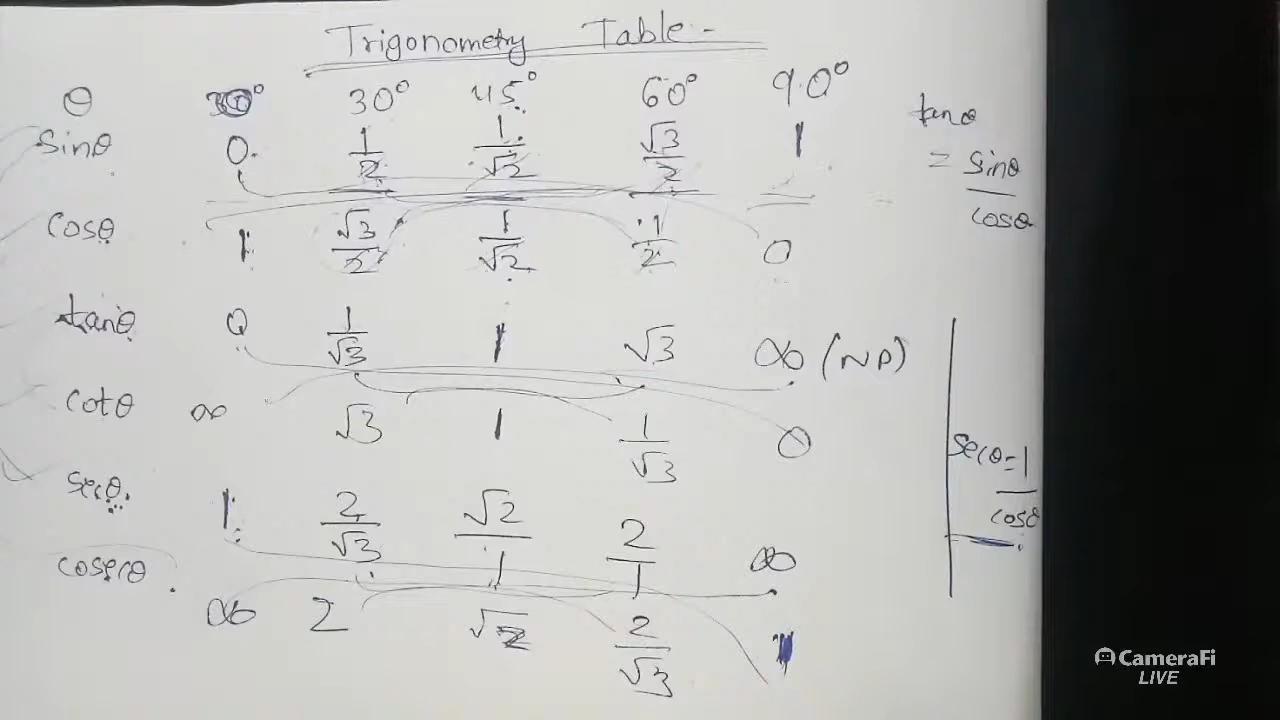 Trigonometry Table -
θ 0° 30° 45° 60° 90°
sinθ 0 1/2 1/√2 √3/2 1
cosθ 1 √3/2 1/√2 1/2 0
tanθ 0 1/√3 1 √3 ∞ (ND)
cotθ ∞ √3 1 1/√3 0
secθ 1 2/√3 √2/1 2/1 ∞
cosecθ ∞ 2 √2 2/√3 1
tanθ
= sinθ/cosθ
secθ = 1/cosθ
CameraFi
LIVE